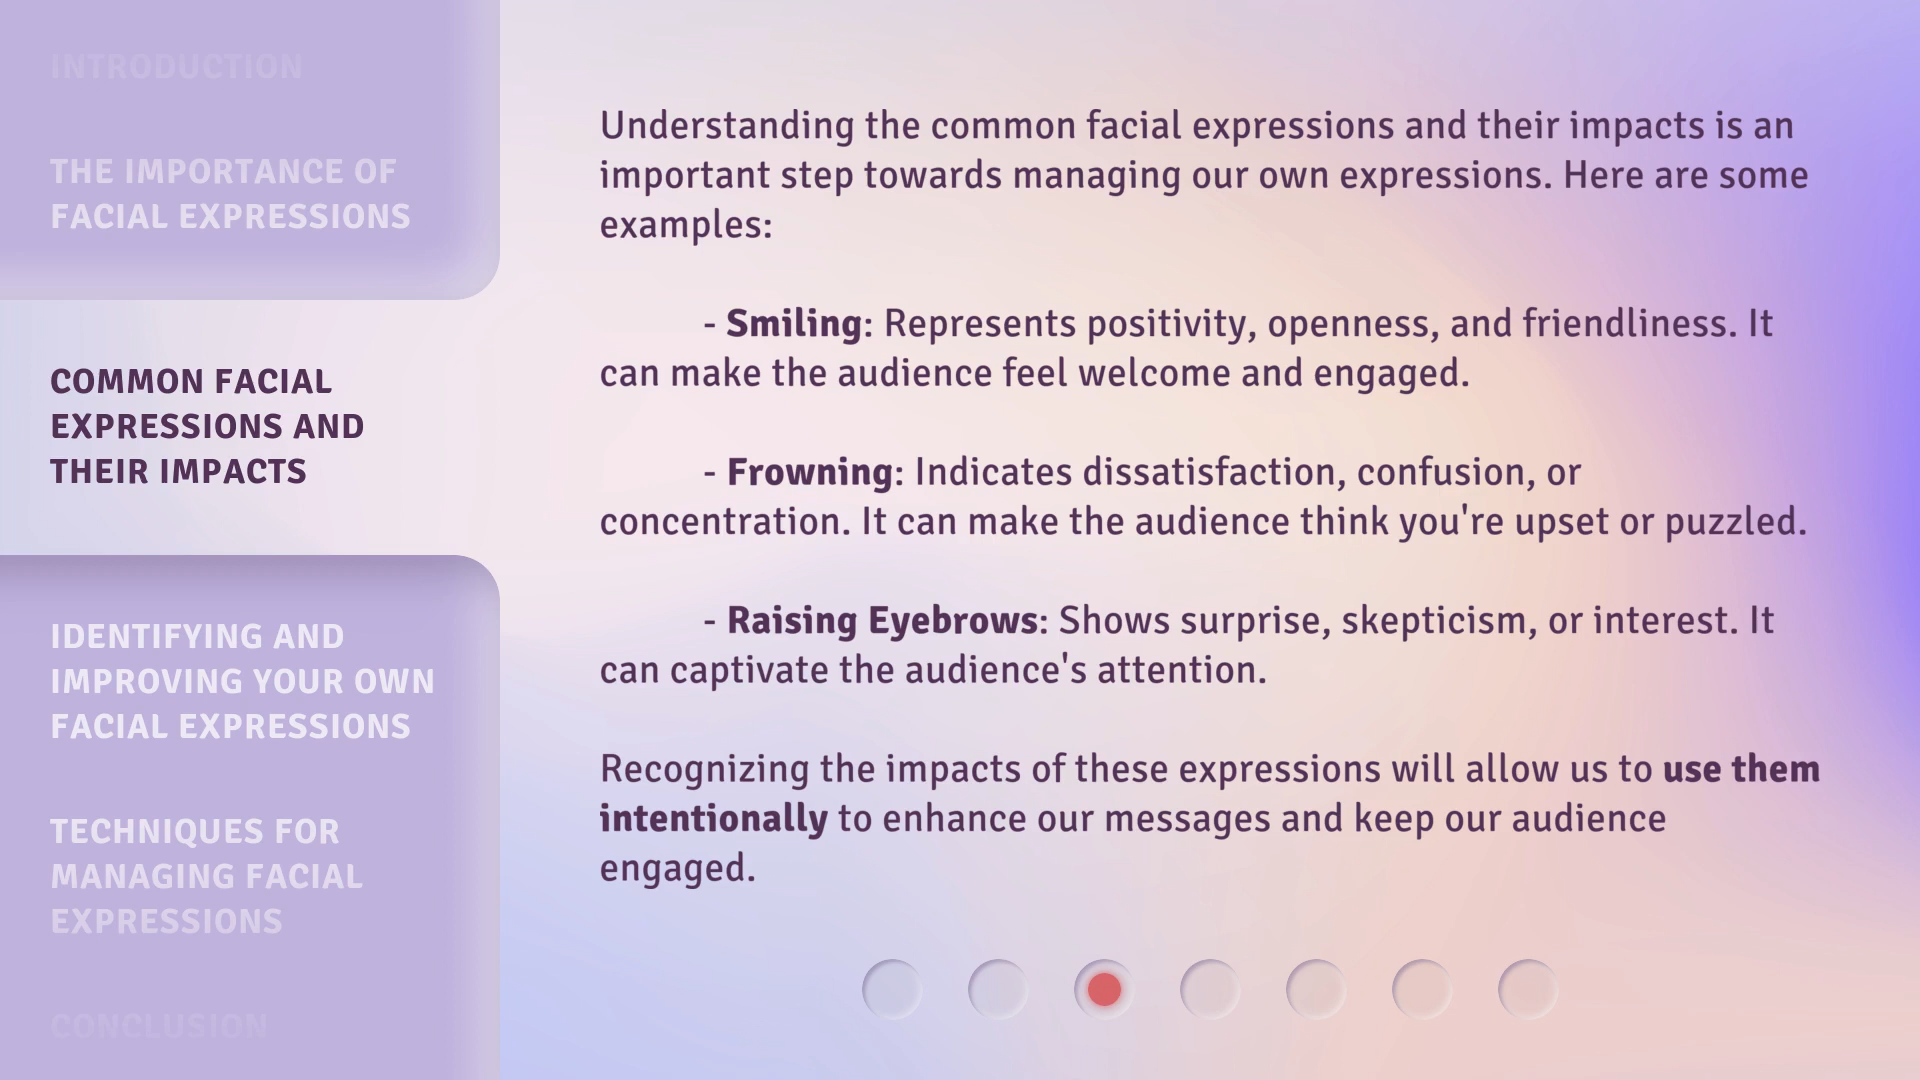 INTRODUCTION
THE IMPORTANCE OF
FACIAL EXPRESSIONS
COMMON FACIAL
EXPRESSIONS AND
THEIR IMPACTS
IDENTIFYING AND
IMPROVING YOUR OWN
FACIAL EXPRESSIONS
TECHNIQUES FOR
MANAGING FACIAL
EXPRESSIONS
CONCLUSION
Understanding the common facial expressions and their impacts is an
important step towards managing our own expressions. Here are some
examples:
- Smiling: Represents positivity, openness, and friendliness. It
can make the audience feel welcome and engaged.
- Frowning: Indicates dissatisfaction, confusion, or
concentration. It can make the audience think you're upset or puzzled.
- Raising Eyebrows: Shows surprise, skepticism, or interest. It
can captivate the audience's attention.
Recognizing the impacts of these expressions will allow us to use them
intentionally to enhance our messages and keep our audience
engaged.